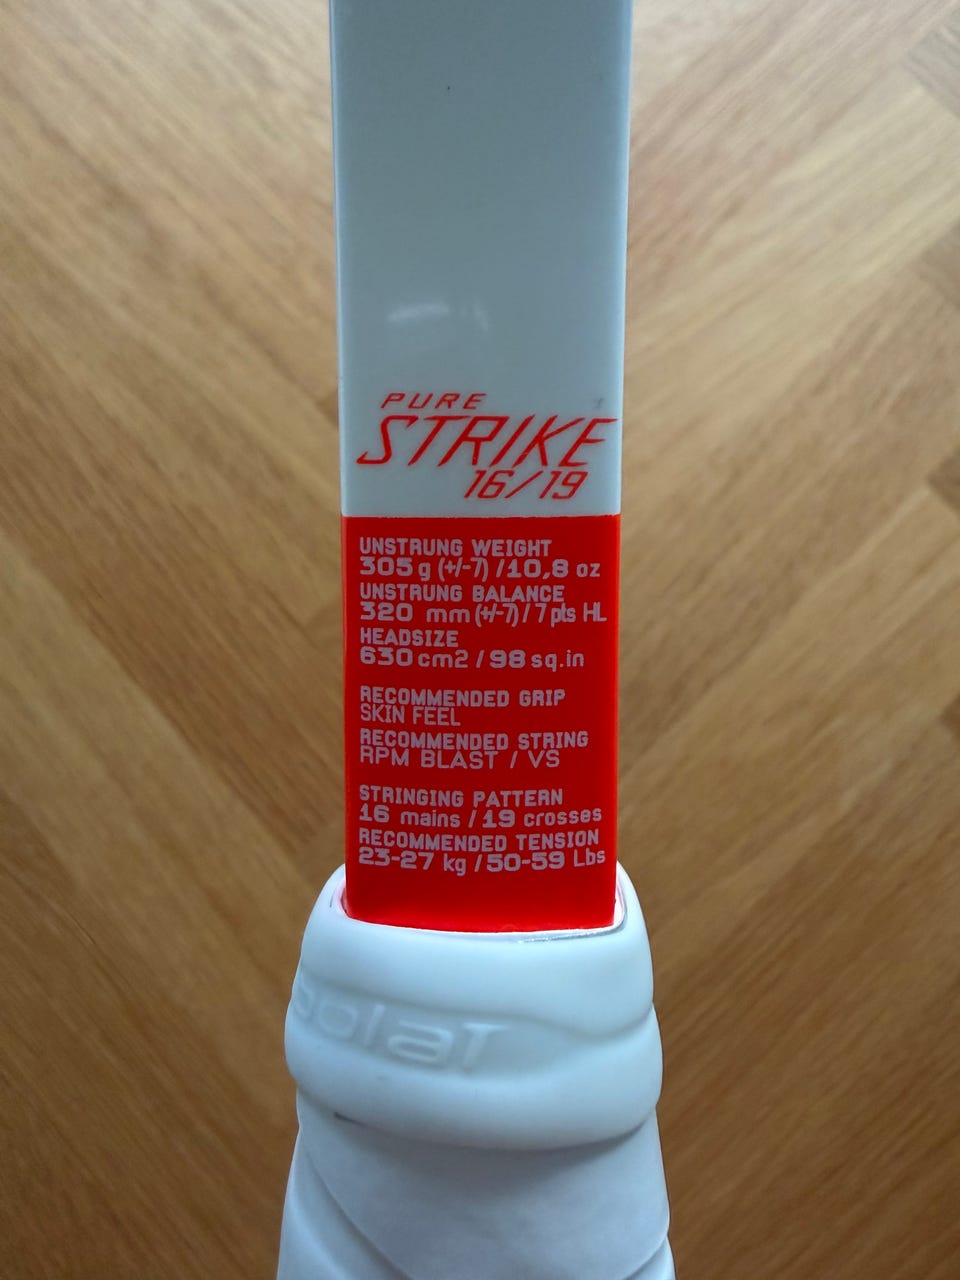 PURE
STRIKE
16/19
UNSTRUNG WEIGHT
305 g (+/-7) /10,8 oz
UNSTRUNG BALANCE
320 mm (+/-7) / 7 pts HL
HEADSIZE
630 cm2 / 98 sq.in
RECOMMENDED GRIP
SKIN FEEL
RECOMMENDED STRING
RPM BLAST / VS
STRINGING PATTERN
16 mains / 19 crosses
RECOMMENDED TENSION
23-27 kg / 50-59 Lbs